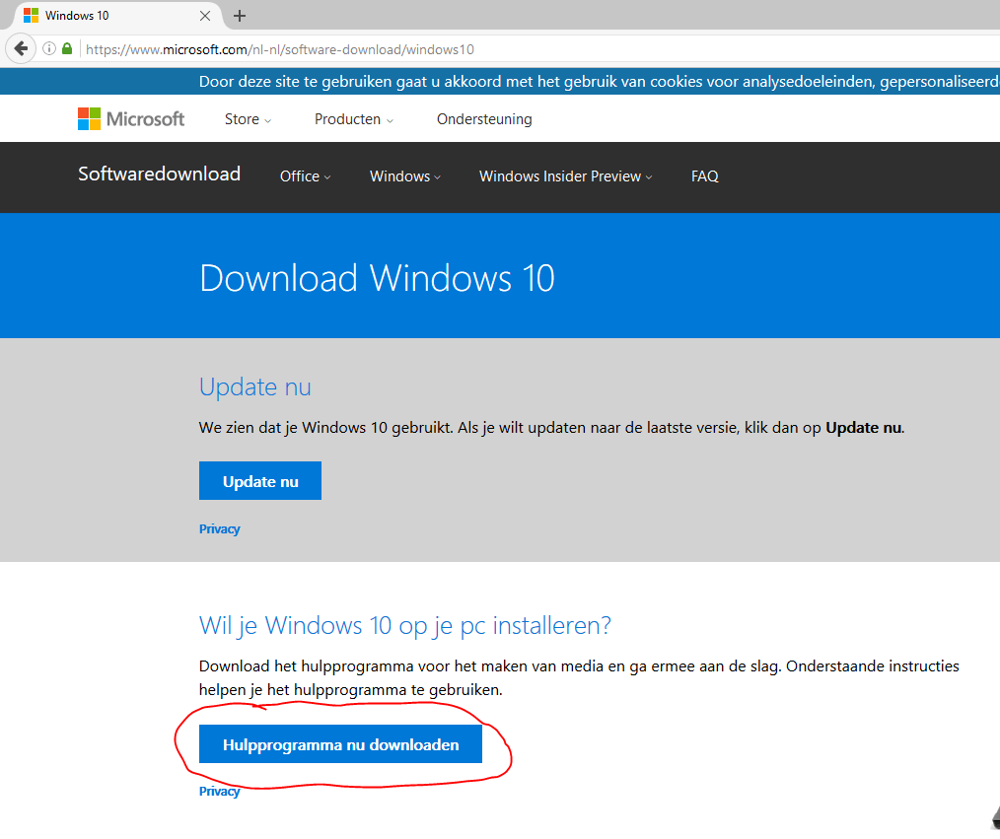 Windows 10
https://www.microsoft.com/nl-nl/software-download/windows10
Door deze site te gebruiken gaat u akkoord met het gebruik van cookies voor analysedoeleinden, gepersonaliseerd
Microsoft Store Producten Ondersteuning
Softwaredownload Office Windows Windows Insider Preview FAQ
Download Windows 10
Update nu
We zien dat je Windows 10 gebruikt. Als je wilt updaten naar de laatste versie, klik dan op Update nu.
Update nu
Privacy
Wil je Windows 10 op je pc installeren?
Download het hulpprogramma voor het maken van media en ga ermee aan de slag. Onderstaande instructies
helpen je het hulpprogramma te gebruiken.
Hulpprogramma nu downloaden
Privacy